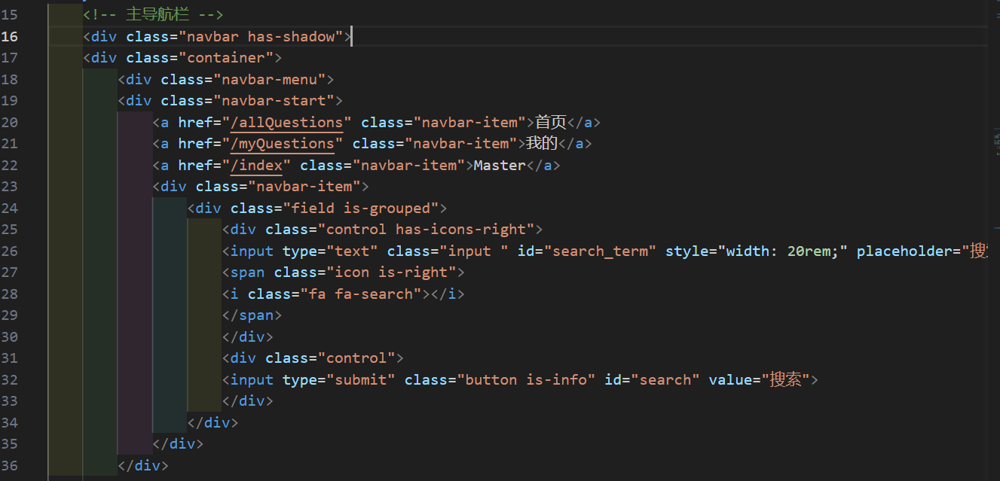 15 <!-- 主导航栏 -->
16 <div class="navbar has-shadow">
17 <div class="container">
18 <div class="navbar-menu">
19 <div class="navbar-start">
20 <a href="/allQuestions" class="navbar-item">首页</a>
21 <a href="/myQuestions" class="navbar-item">我的</a>
22 <a href="/index" class="navbar-item">Master</a>
23 <div class="navbar-item">
24 <div class="field is-grouped">
25 <div class="control has-icons-right">
26 <input type="text" class="input " id="search_term" style="width: 20rem;" placeholder="搜
27 <span class="icon is-right">
28 <i class="fa fa-search"></i>
29 </span>
30 </div>
31 <div class="control">
32 <input type="submit" class="button is-info" id="search" value="搜索">
33 </div>
34 </div>
35 </div>
36 </div>